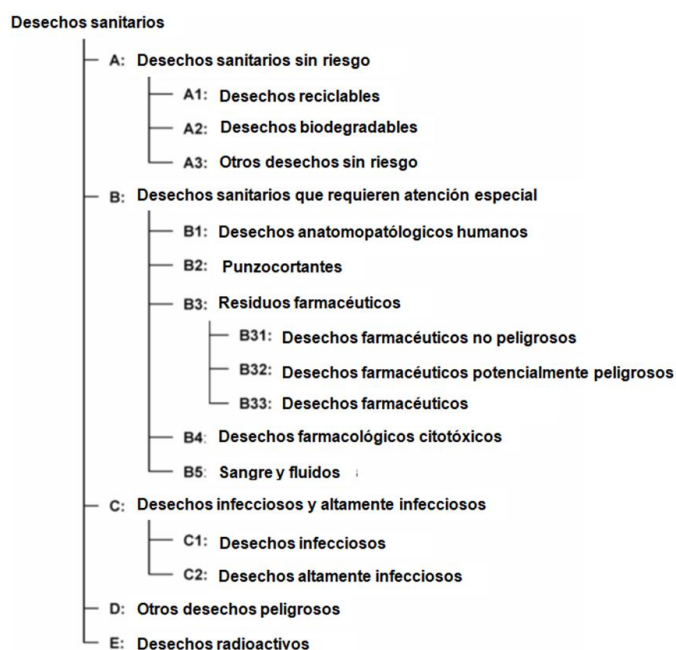 Desechos sanitarios
A: Desechos sanitarios sin riesgo
A1: Desechos reciclables
A2: Desechos biodegradables
A3: Otros desechos sin riesgo
B: Desechos sanitarios que requieren atención especial
B1: Desechos anatomopatólogicos humanos
B2: Punzocortantes
B3: Residuos farmacéuticos
B31: Desechos farmacéuticos no peligrosos
B32: Desechos farmacéuticos potencialmente peligrosos
B33: Desechos farmacéuticos
B4: Desechos farmacológicos citotóxicos
B5: Sangre y fluidos
C: Desechos infecciosos y altamente infecciosos
C1: Desechos infecciosos
C2: Desechos altamente infecciosos
D: Otros desechos peligrosos
E: Desechos radioactivos